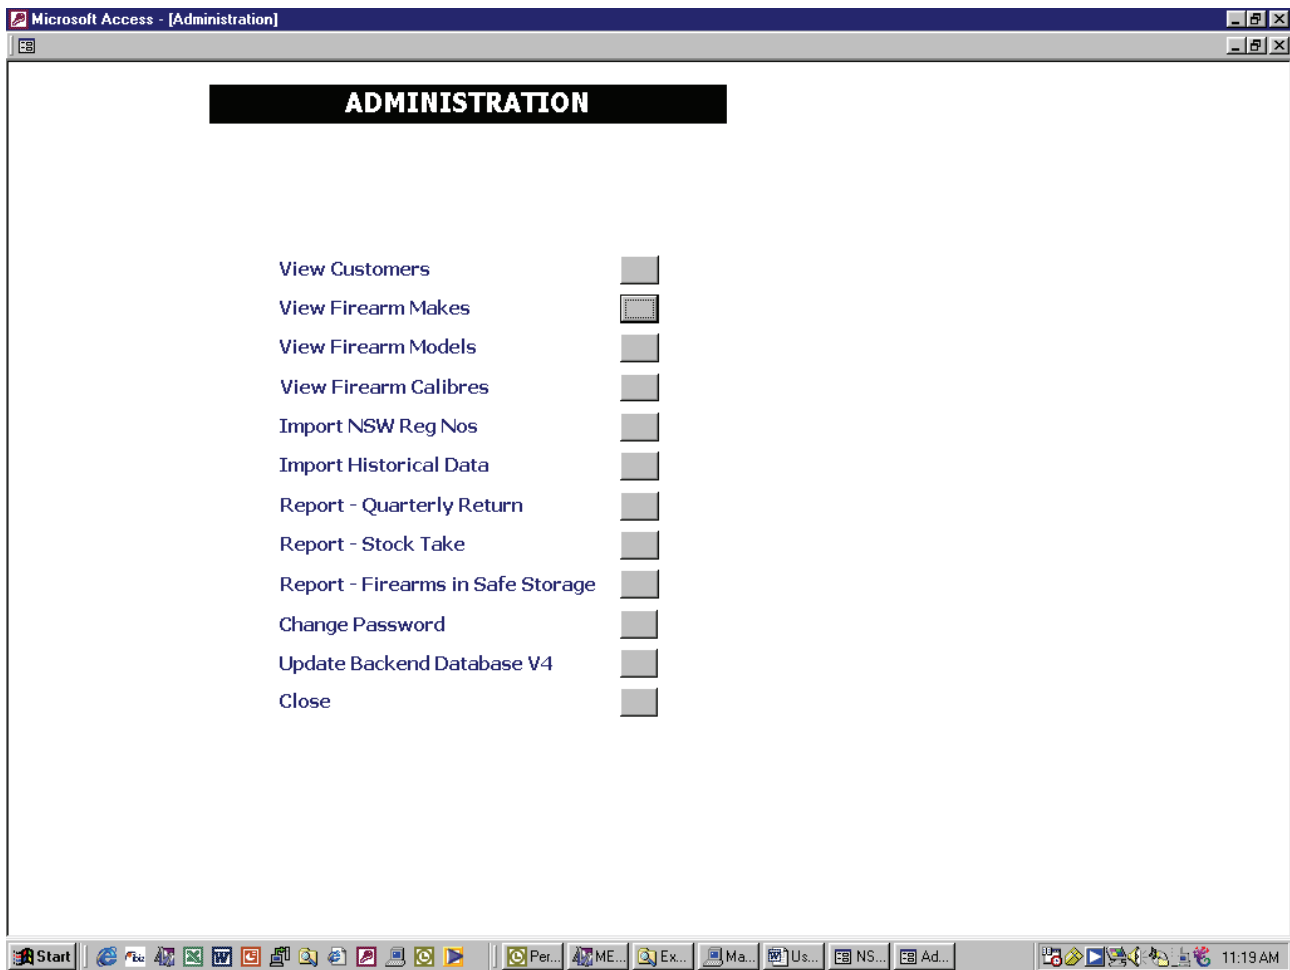 Microsoft Access - [Administration]
ADMINISTRATION
View Customers
View Firearm Makes
View Firearm Models
View Firearm Calibres
Import NSW Reg Nos
Import Historical Data
Report - Quarterly Return
Report - Stock Take
Report - Firearms in Safe Storage
Change Password
Update Backend Database V4
Close
Start Per... ME... Ex... Ma... Us... NS... Ad... 11:19 AM